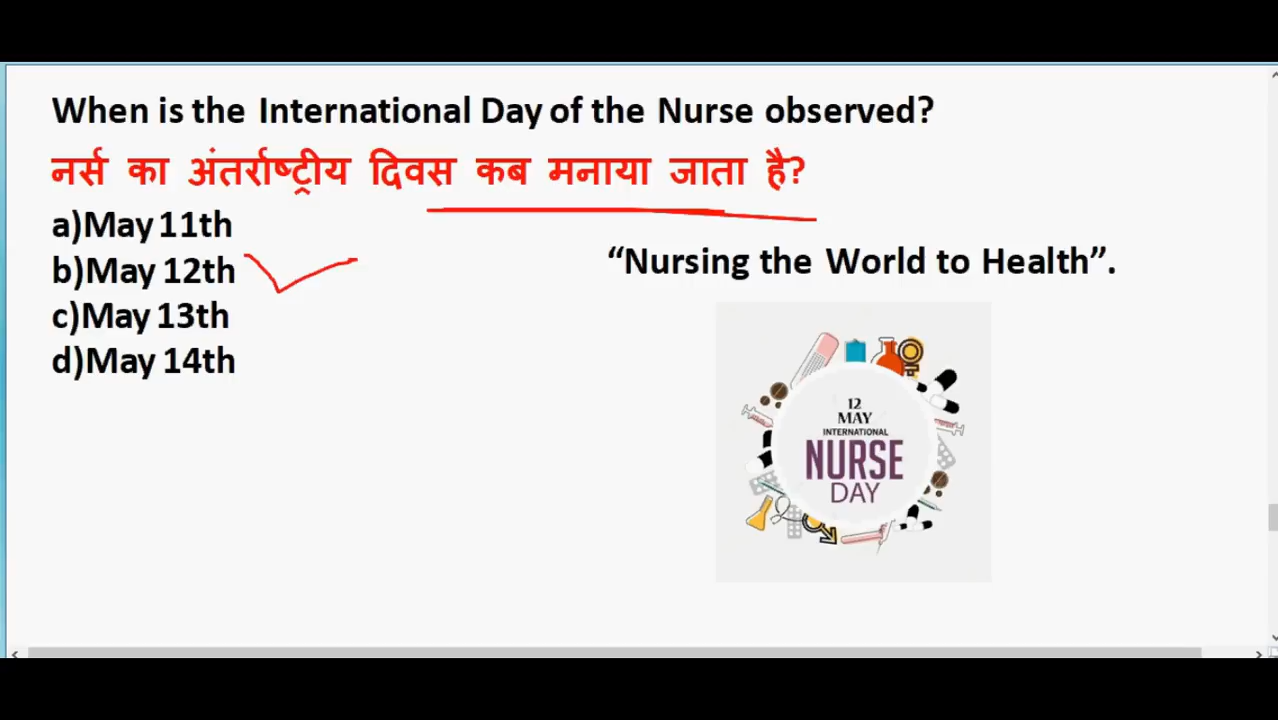 When is the International Day of the Nurse observed?
नर्स का अंतर्राष्ट्रीय दिवस कब मनाया जाता है?
a)May 11th
b)May 12th
c)May 13th
d)May 14th
“Nursing the World to Health”.
12
MAY
INTERNATIONAL
NURSE
DAY